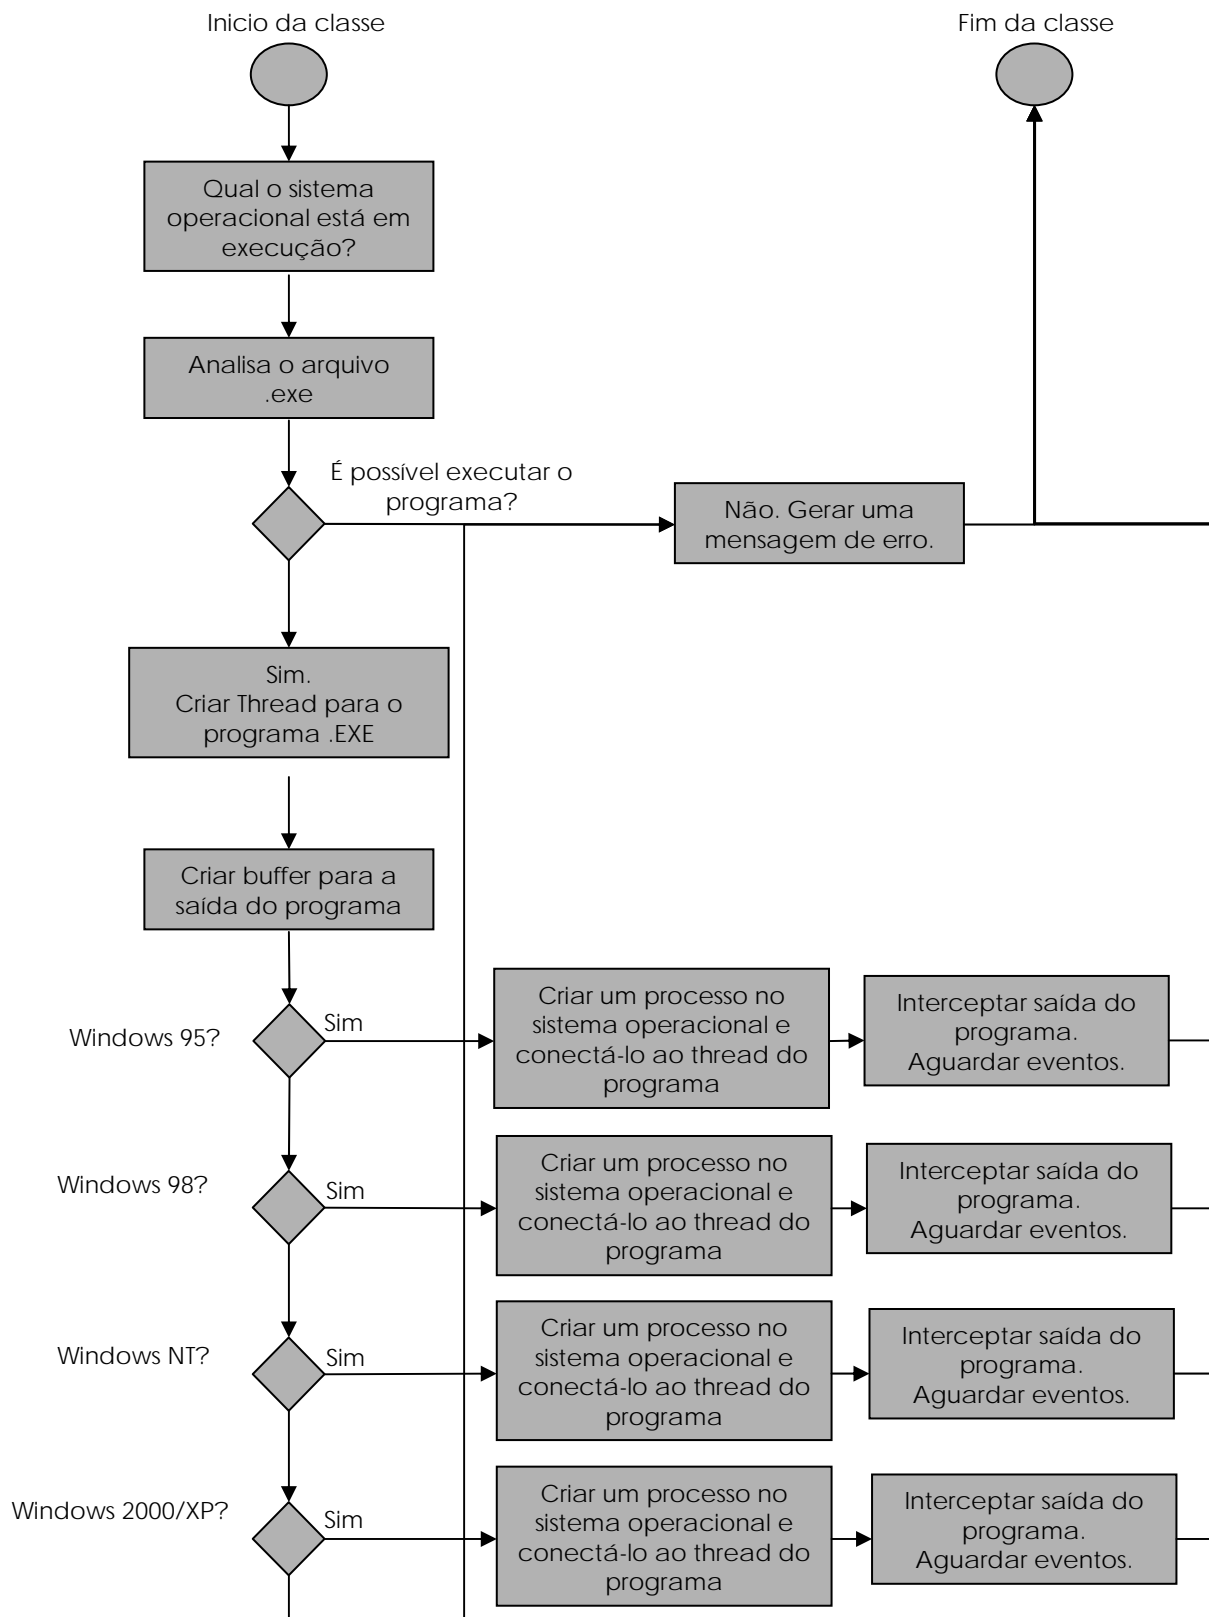 Inicio da classe
Fim da classe
Qual o sistema
operacional está em
execução?
Analisa o arquivo
.exe
É possível executar o
programa?
Não. Gerar uma
mensagem de erro.
Sim.
Criar Thread para o
programa .EXE
Criar buffer para a
saída do programa
Windows 95?
Sim
Criar um processo no
sistema operacional e
conectá-lo ao thread do
programa
Interceptar saída do
programa.
Aguardar eventos.
Windows 98?
Sim
Criar um processo no
sistema operacional e
conectá-lo ao thread do
programa
Interceptar saída do
programa.
Aguardar eventos.
Windows NT?
Sim
Criar um processo no
sistema operacional e
conectá-lo ao thread do
programa
Interceptar saída do
programa.
Aguardar eventos.
Windows 2000/XP?
Sim
Criar um processo no
sistema operacional e
conectá-lo ao thread do
programa
Interceptar saída do
programa.
Aguardar eventos.